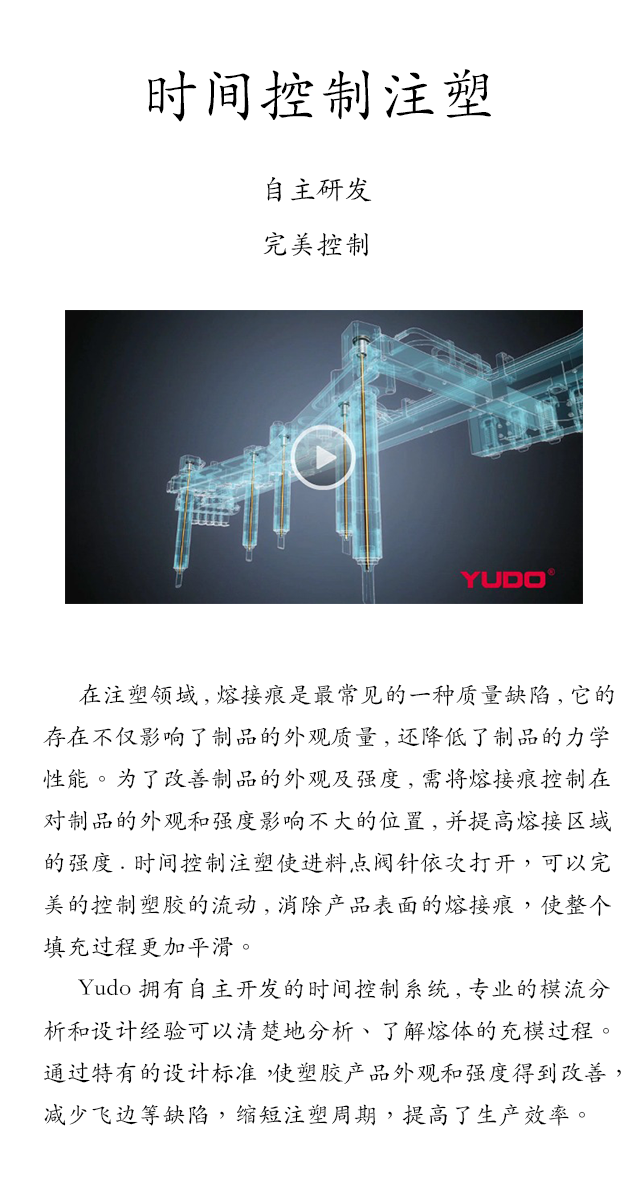 时间控制注塑
自主研发
完美控制
YUDO®
在注塑领域,熔接痕是最常见的一种质量缺陷,它的
存在不仅影响了制品的外观质量,还降低了制品的力学
性能。为了改善制品的外观及强度,需将熔接痕控制在
对制品的外观和强度影响不大的位置,并提高熔接区域
的强度.时间控制注塑使进料点阀针依次打开，可以完
美的控制塑胶的流动,消除产品表面的熔接痕，使整个
填充过程更加平滑。
Yudo 拥有自主开发的时间控制系统,专业的模流分
析和设计经验可以清楚地分析、了解熔体的充模过程。
通过特有的设计标准，使塑胶产品外观和强度得到改善，
减少飞边等缺陷，缩短注塑周期，提高了生产效率。